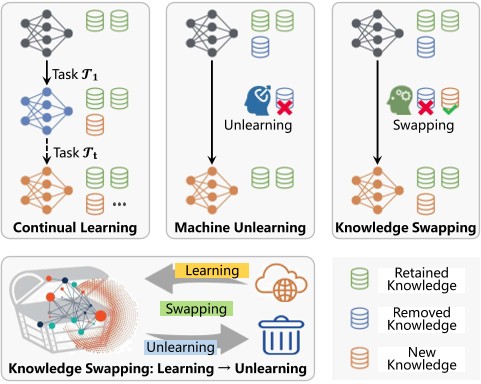 Task 𝒯₁
Task 𝒯ₜ
...
Continual Learning
Unlearning
Machine Unlearning
Swapping
Knowledge Swapping
Learning
Swapping
Unlearning
Knowledge Swapping: Learning → Unlearning
Retained
Knowledge
Removed
Knowledge
New
Knowledge